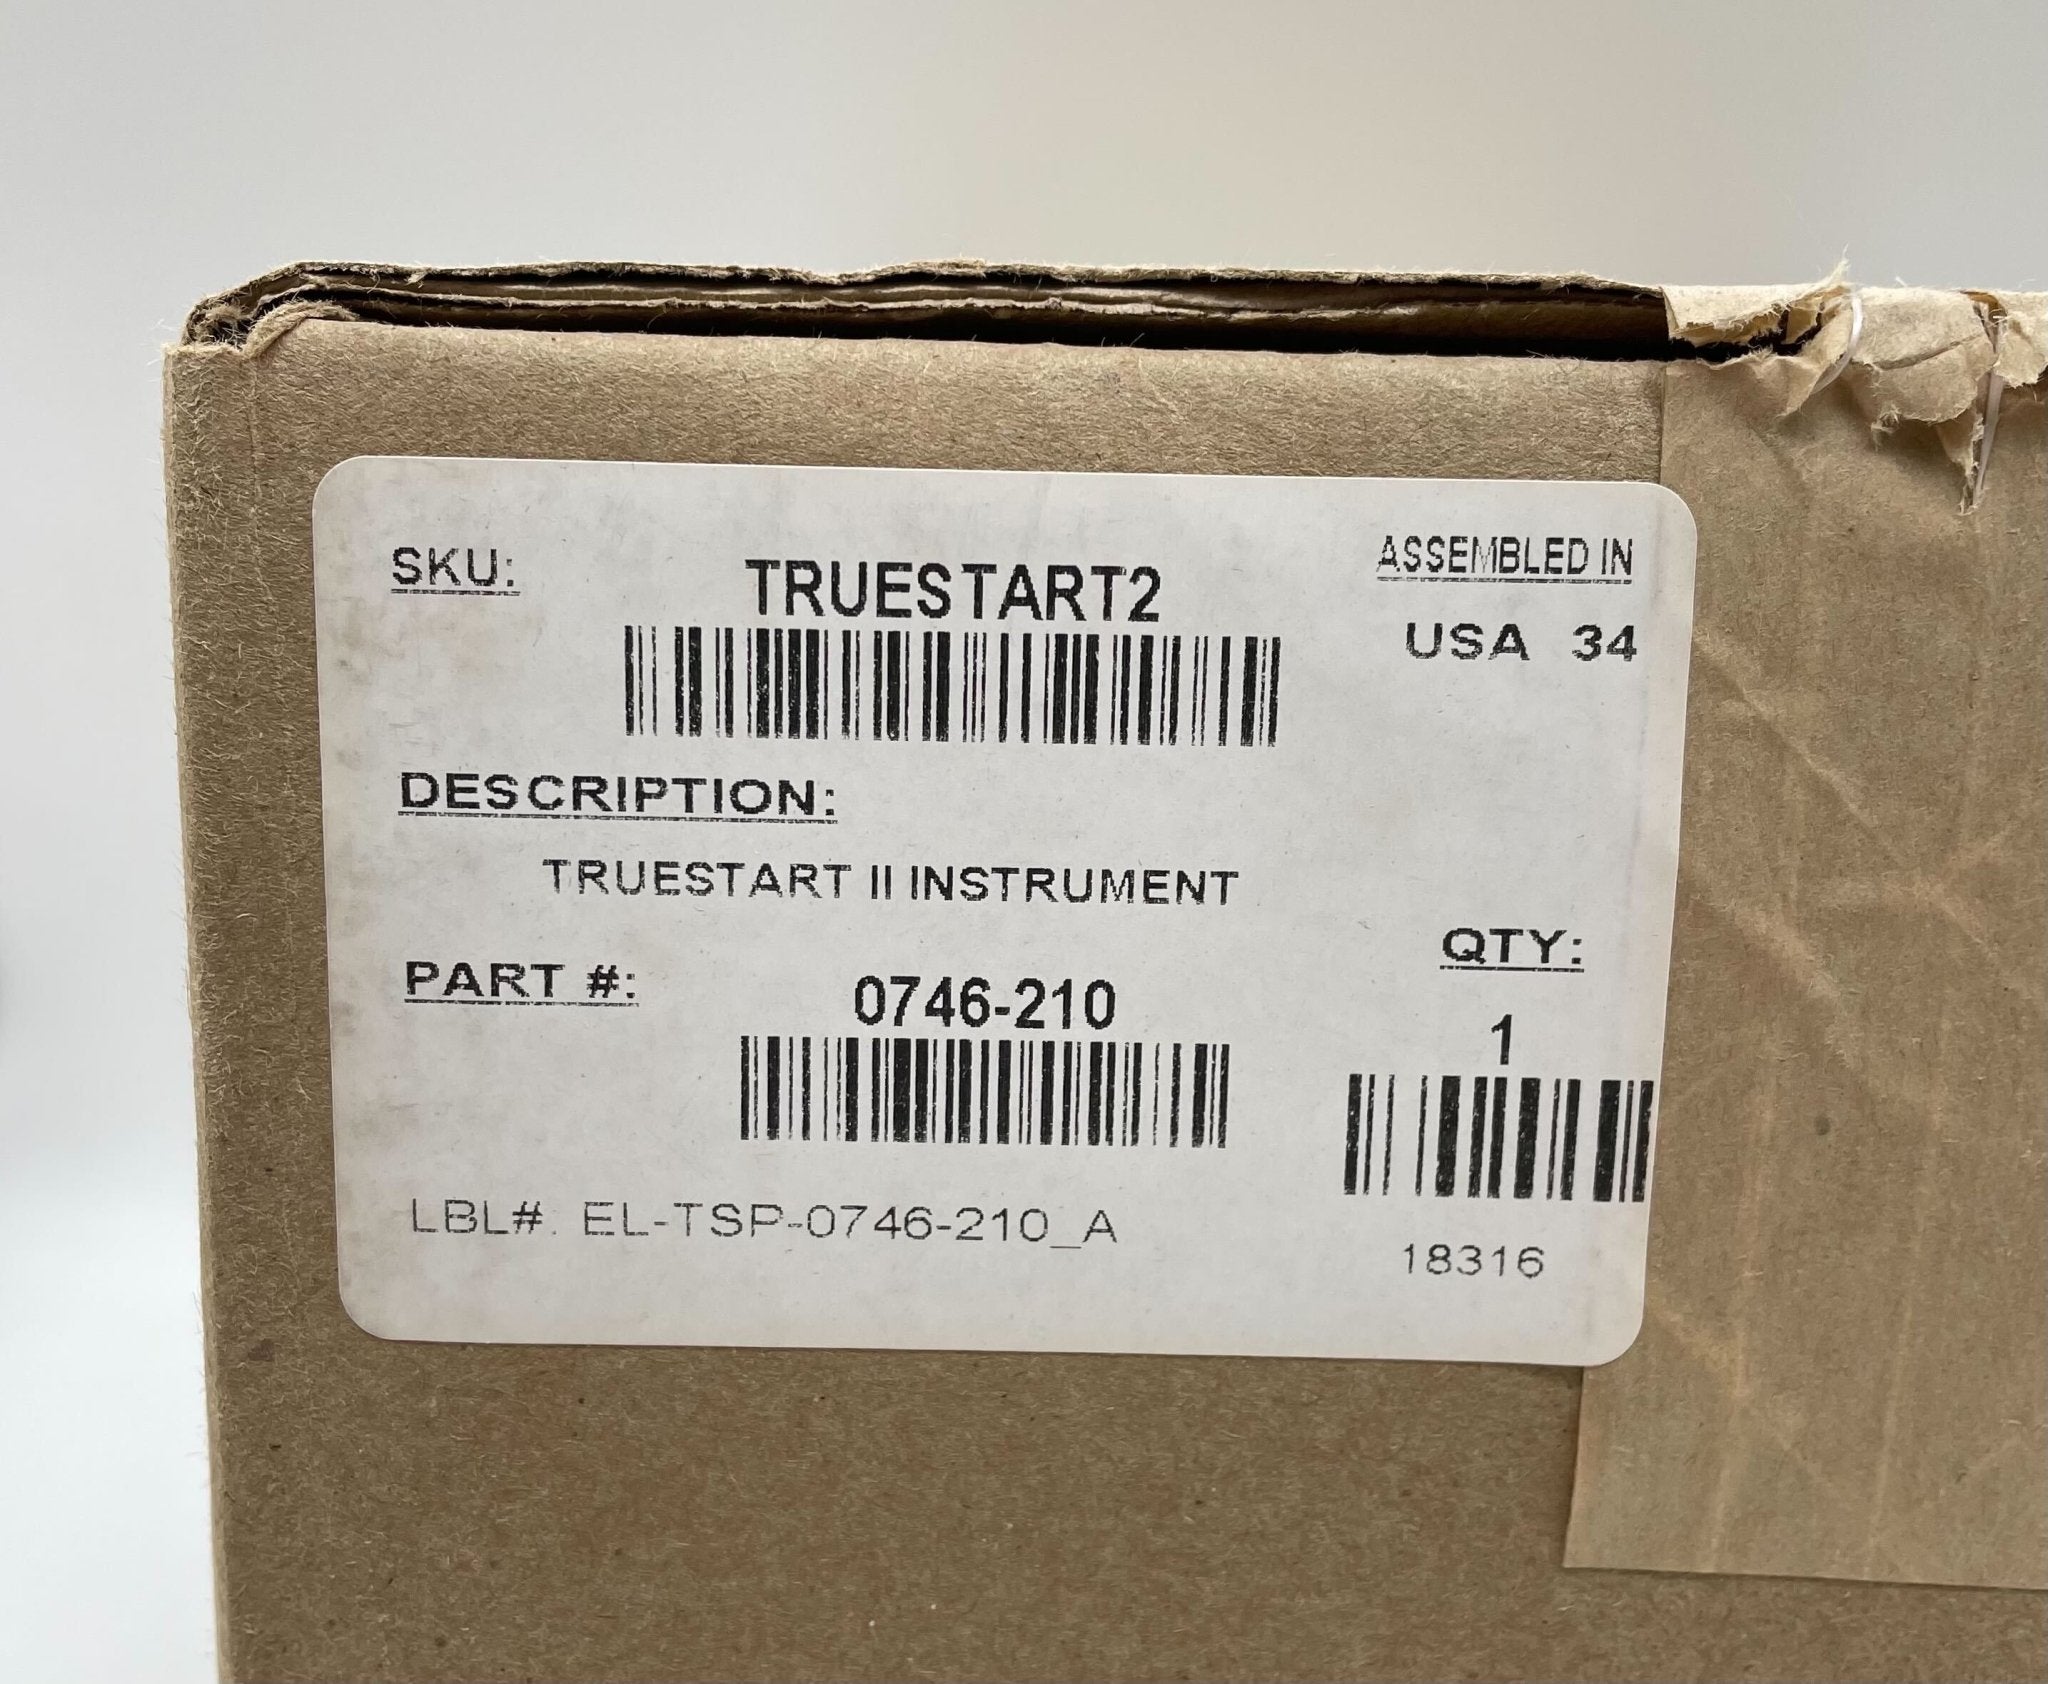 SKU: TRUESTART2 ASSEMBLED IN
USA 34
DESCRIPTION:
TRUESTART II INSTRUMENT
QTY:
PART #: 0746-210
1
LBL#. EL-TSP-0746-210_A
18316